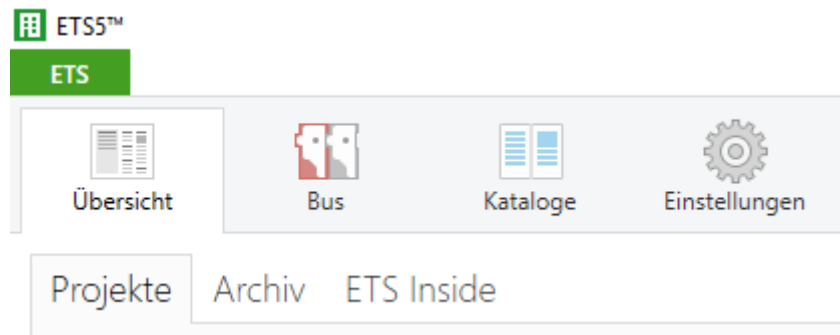 ETS5™
ETS
Übersicht Bus Kataloge Einstellungen
Projekte Archiv ETS Inside